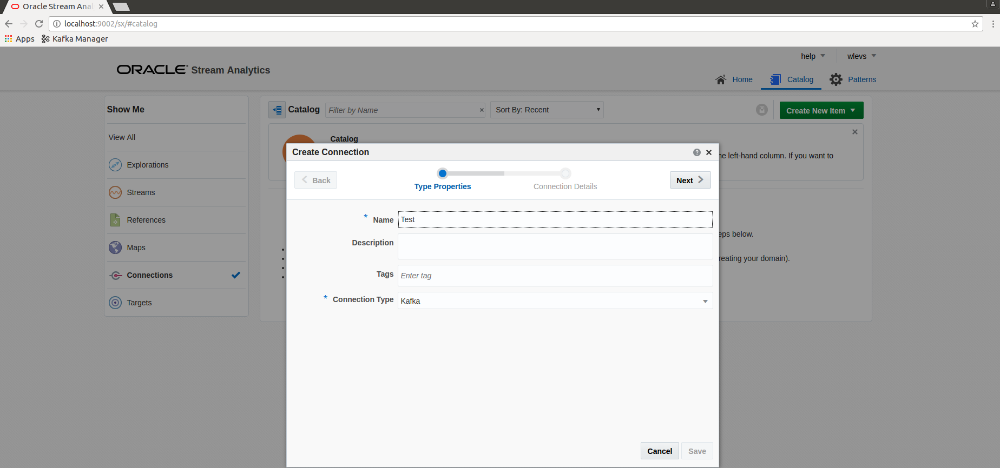 Oracle Stream Anal
localhost:9002/sx/#catalog
Apps Kafka Manager
help wlevs
ORACLE® Stream Analytics
Home Catalog Patterns
Show Me
View All
Explorations
Streams
References
Maps
Connections
Targets
Catalog Filter by Name × Sort By: Recent Create New Item
Catalog
left-hand column. If you want to
below.
your domain).
Create Connection
Back Type Properties Connection Details Next
* Name Test
Description
Tags Enter tag
* Connection Type Kafka
Cancel Save